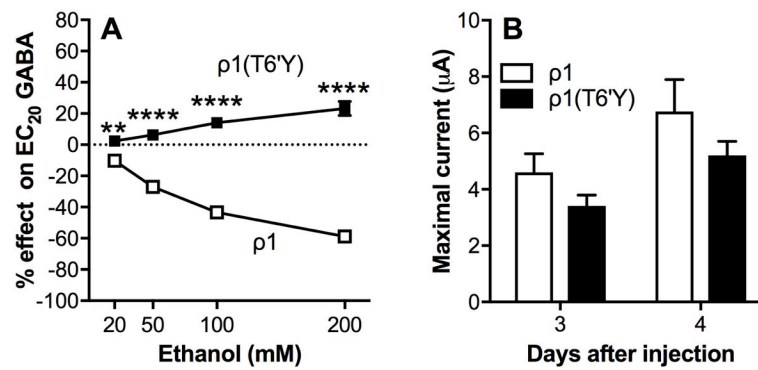 A
% effect on EC20 GABA
80
60
40
20
0
-20
-40
-60
-80
-100
ρ1(T6'Y)
** **** **** ****
ρ1
20 50 100 200
Ethanol (mM)
B
Maximal current (μA)
10
8
6
4
2
0
ρ1
ρ1(T6'Y)
3 4
Days after injection